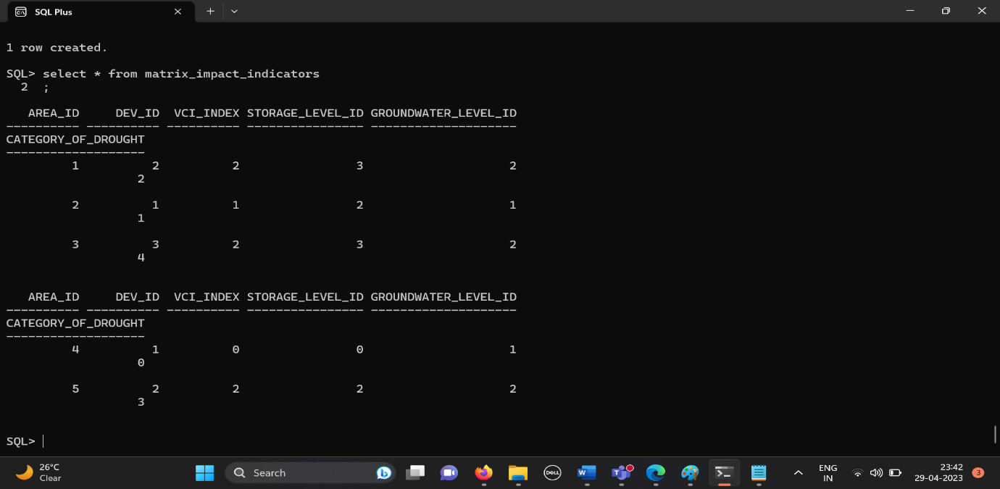 SQL Plus
1 row created.
SQL> select * from matrix_impact_indicators
2 ;
AREA_ID DEV_ID VCI_INDEX STORAGE_LEVEL_ID GROUNDWATER_LEVEL_ID
---------- ---------- ---------- ---------------- --------------------
CATEGORY_OF_DROUGHT
-------------------
1 2 2 3 2
2
2 1 1 2 1
1
3 3 2 3 2
4
AREA_ID DEV_ID VCI_INDEX STORAGE_LEVEL_ID GROUNDWATER_LEVEL_ID
---------- ---------- ---------- ---------------- --------------------
CATEGORY_OF_DROUGHT
-------------------
4 1 0 0 1
0
5 2 2 2 2
3
SQL>
26°C
Clear
Search
DELL
ENG
IN
23:42
29-04-2023
3